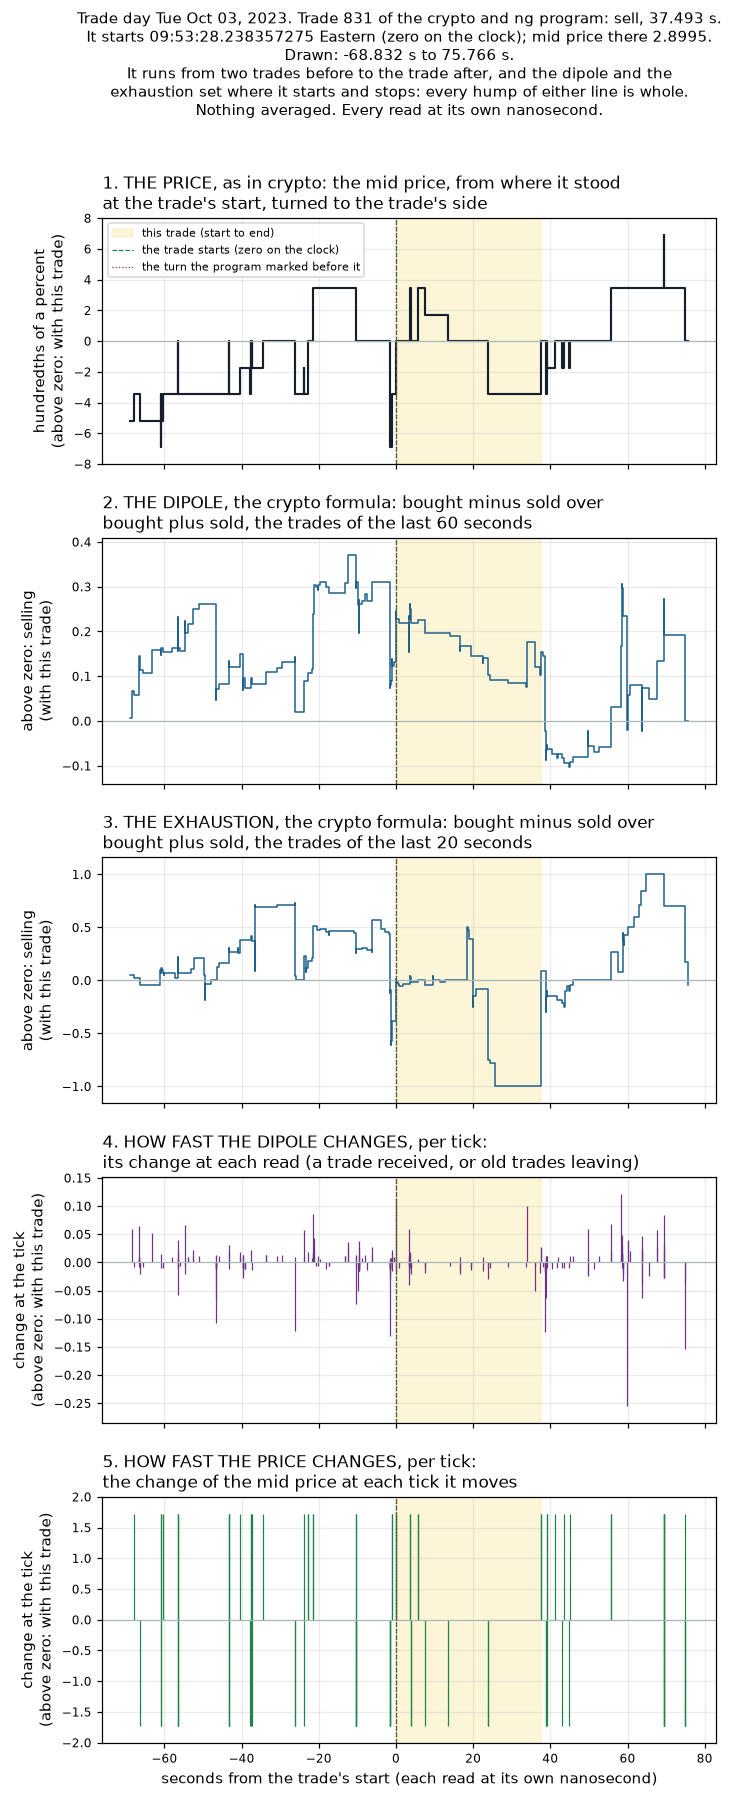 Trade day Tue Oct 03, 2023. Trade 831 of the crypto and ng program: sell, 37.493 s.
It starts 09:53:28.238357275 Eastern (zero on the clock); mid price there 2.8995.
Drawn: -68.832 s to 75.766 s.
It runs from two trades before to the trade after, and the dipole and the
exhaustion set where it starts and stops: every hump of either line is whole.
Nothing averaged. Every read at its own nanosecond.
1. THE PRICE, as in crypto: the mid price, from where it stood
at the trade's start, turned to the trade's side
this trade (start to end)
the trade starts (zero on the clock)
the turn the program marked before it
8
6
4
2
0
−2
−4
−6
−8
hundredths of a percent
(above zero: with this trade)
2. THE DIPOLE, the crypto formula: bought minus sold over
bought plus sold, the trades of the last 60 seconds
0.4
0.3
0.2
0.1
0.0
−0.1
above zero: selling
(with this trade)
3. THE EXHAUSTION, the crypto formula: bought minus sold over
bought plus sold, the trades of the last 20 seconds
1.0
0.5
0.0
−0.5
−1.0
above zero: selling
(with this trade)
4. HOW FAST THE DIPOLE CHANGES, per tick:
its change at each read (a trade received, or old trades leaving)
0.15
0.10
0.05
0.00
−0.05
−0.10
−0.15
−0.20
−0.25
change at the tick
(above zero: with this trade)
5. HOW FAST THE PRICE CHANGES, per tick:
the change of the mid price at each tick it moves
2.0
1.5
1.0
0.5
0.0
−0.5
−1.0
−1.5
−2.0
change at the tick
(above zero: with this trade)
−60
−40
−20
0
20
40
60
80
seconds from the trade's start (each read at its own nanosecond)